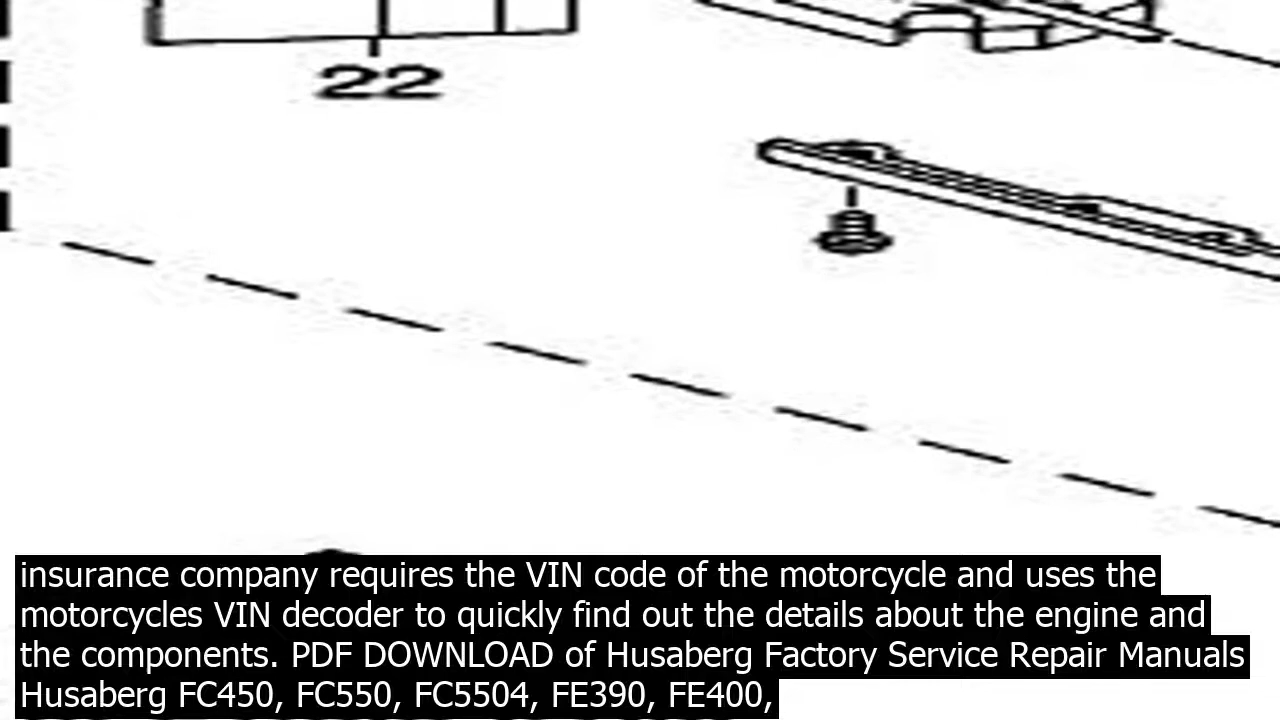 22
insurance company requires the VIN code of the motorcycle and uses the
motorcycles VIN decoder to quickly find out the details about the engine and
the components. PDF DOWNLOAD of Husaberg Factory Service Repair Manuals
Husaberg FC450, FC550, FC5504, FE390, FE400,